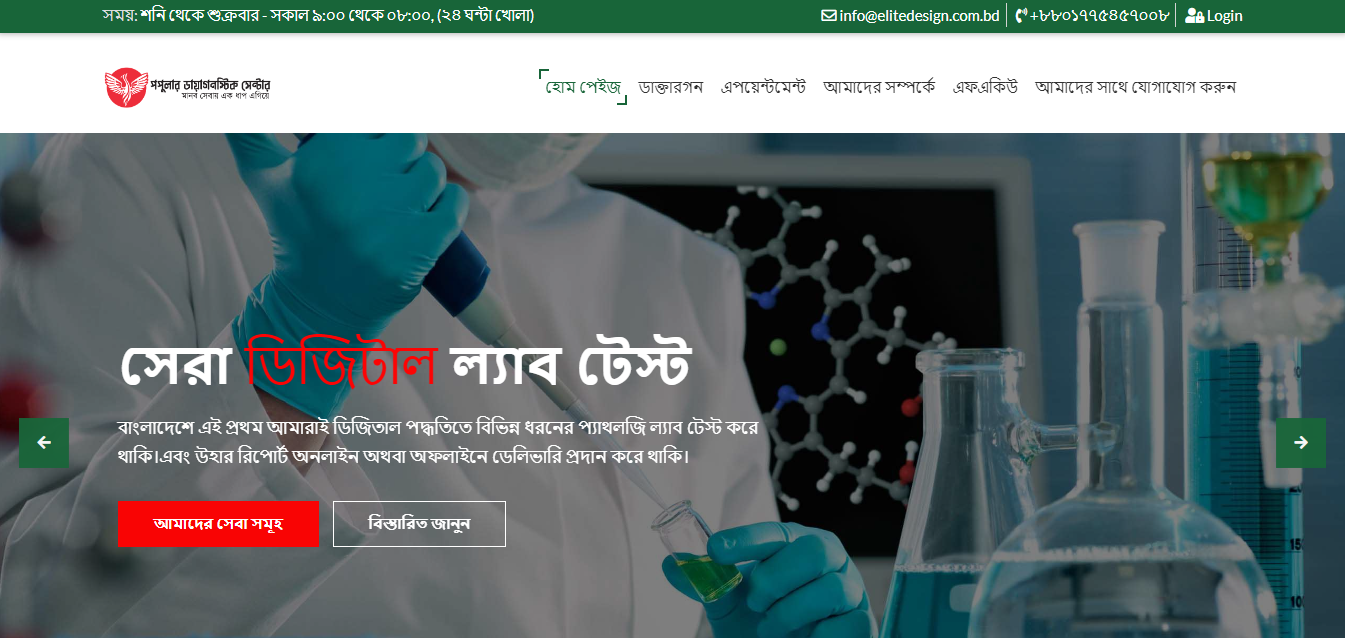 সময়: শনি থেকে শুক্রবার - সকাল ৯:০০ থেকে ০৮:০০, (২৪ ঘন্টা খোলা)
info@elitedesign.com.bd
+৮৮০১৭৭৫৪৫৭০০৮
Login
পপুলার ডায়াগনস্টিক সেন্টার
মানব সেবায় এক ধাপ এগিয়ে
হোম পেইজ
ডাক্তারগন
এপয়েন্টমেন্ট
আমাদের সম্পর্কে
এফএকিউ
আমাদের সাথে যোগাযোগ করুন
সেরা ডিজিটাল ল্যাব টেস্ট
বাংলাদেশে এই প্রথম আমারাই ডিজিতাল পদ্ধতিতে বিভিন্ন ধরনের প্যাথলজি ল্যাব টেস্ট করে
থাকি।এবং উহার রিপোর্ট অনলাইন অথবা অফলাইনে ডেলিভারি প্রদান করে থাকি।
আমাদের সেবা সমূহ
বিস্তারিত জানুন